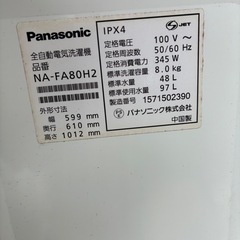 Panasonic
IPX4
JET
全自動電気洗濯機
品番
NA-FA80H2
定格電圧 100 V～
定格周波数 50/60 Hz
定格消費電力 345 W
標準洗濯容量 8.0 kg
標準水量 48 L
標準使用水量 97 L
外形寸法
幅 599 mm
奥行 610 mm
高さ 1012 mm
製造番号 1571502390
パナソニック株式会社
中国製